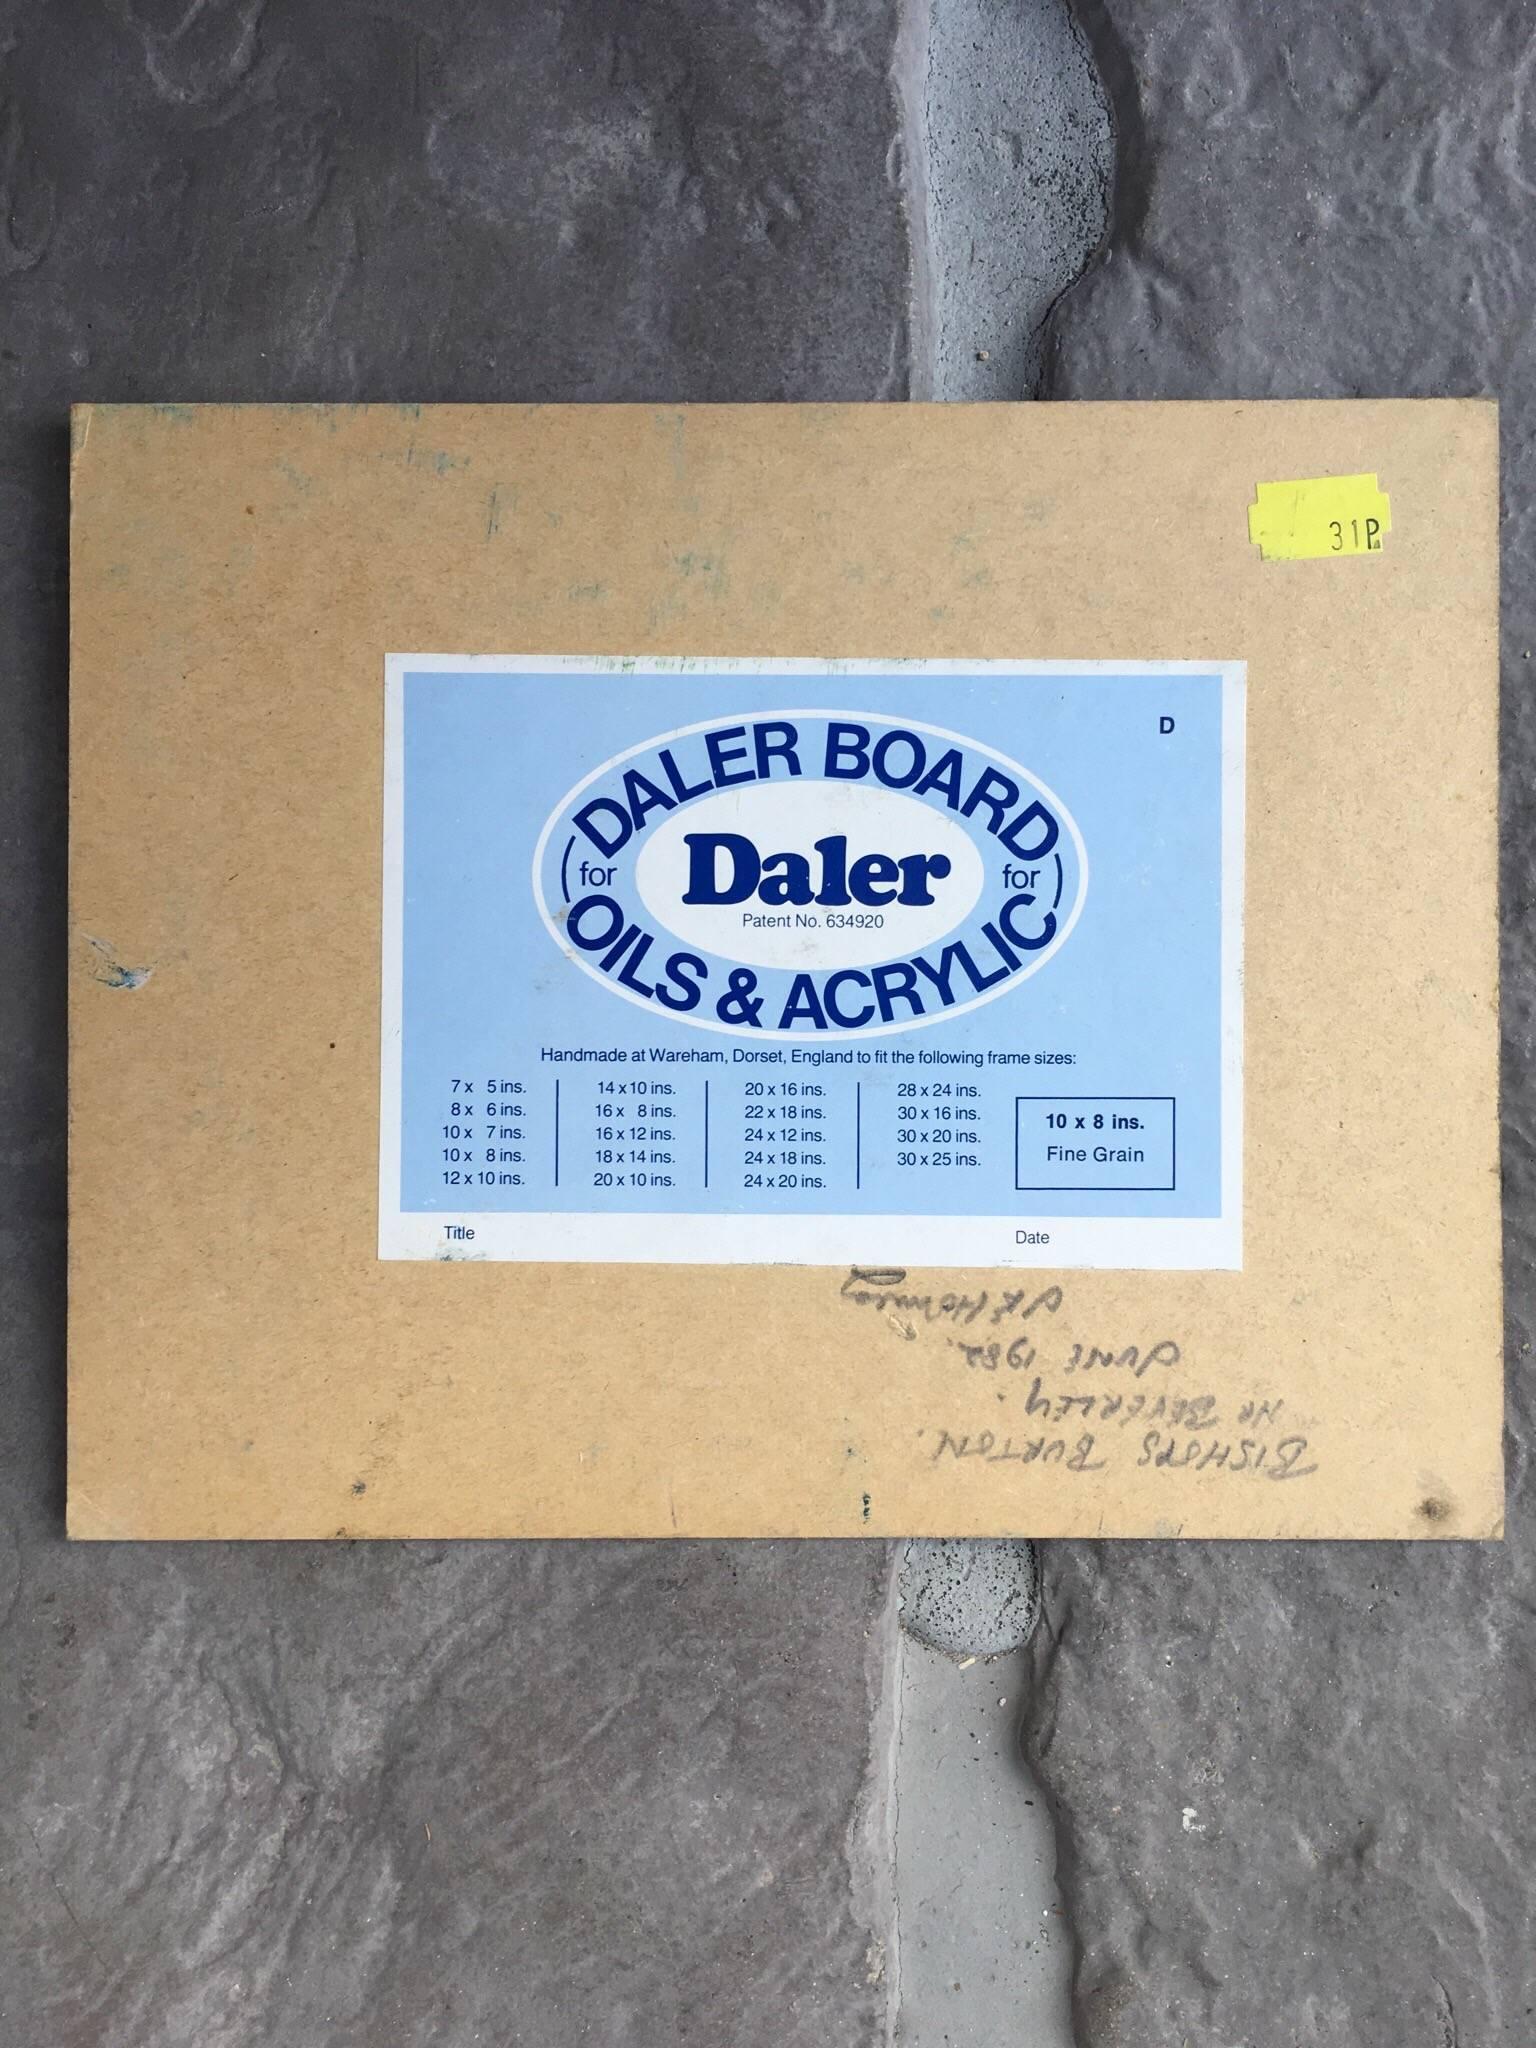 31P
D
DALER BOARD
for
Daler
for
Patent No. 634920
OILS & ACRYLIC
Handmade at Wareham, Dorset, England to fit the following frame sizes:
7 x 5 ins.
8 x 6 ins.
10 x 7 ins.
10 x 8 ins.
12 x 10 ins.
14 x 10 ins.
16 x 8 ins.
16 x 12 ins.
18 x 14 ins.
20 x 10 ins.
20 x 16 ins.
22 x 18 ins.
24 x 12 ins.
24 x 18 ins.
24 x 20 ins.
28 x 24 ins.
30 x 16 ins.
30 x 20 ins.
30 x 25 ins.
10 x 8 ins.
Fine Grain
Title
Date
BISHOPS BURTON.
NR BEVERLEY.
JUNE 1982.